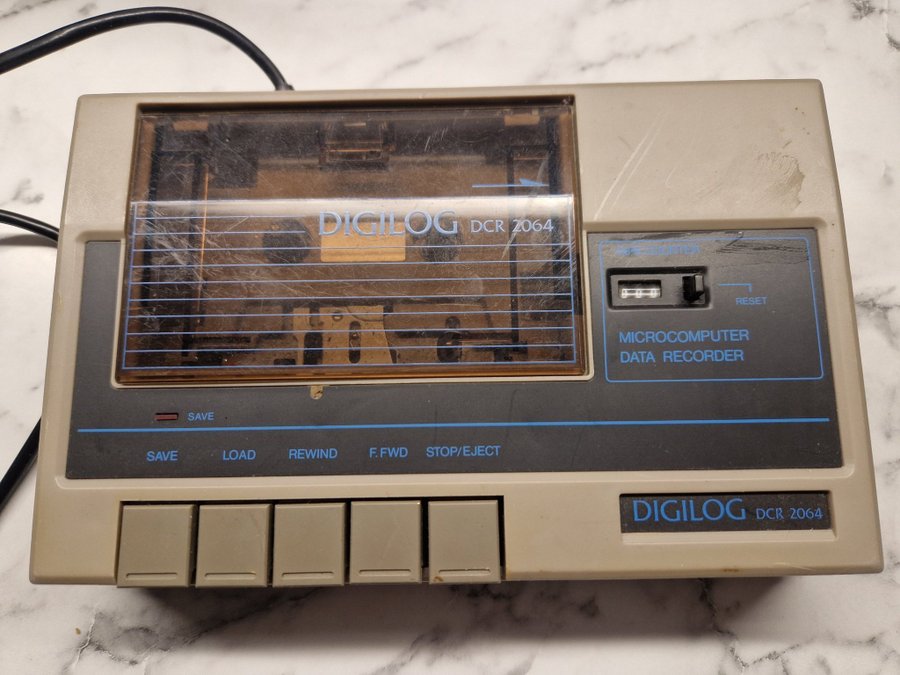 DIGILOG DCR 2064
RESET
MICROCOMPUTER
DATA RECORDER
SAVE
SAVE LOAD REWIND F.FWD STOP/EJECT
DIGILOG DCR 2064